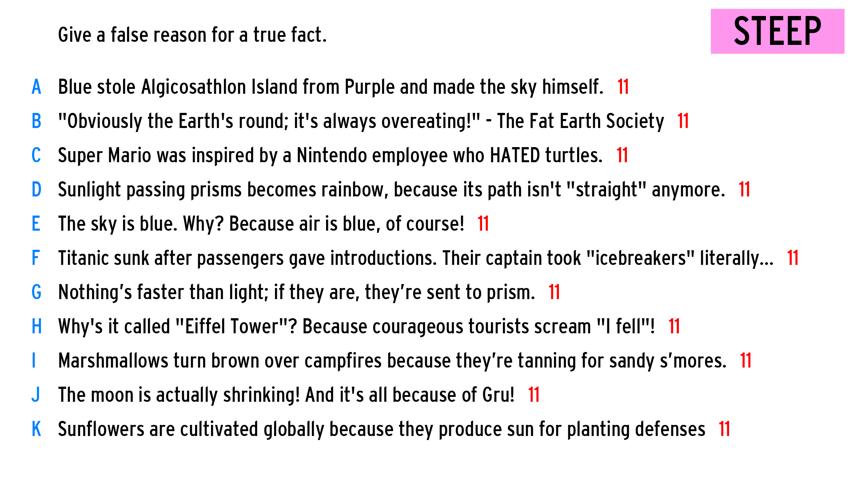 Give a false reason for a true fact.
STEEP
A Blue stole Algicosathlon Island from Purple and made the sky himself. 11
B "Obviously the Earth's round; it's always overeating!" - The Fat Earth Society 11
C Super Mario was inspired by a Nintendo employee who HATED turtles. 11
D Sunlight passing prisms becomes rainbow, because its path isn't "straight" anymore. 11
E The sky is blue. Why? Because air is blue, of course! 11
F Titanic sunk after passengers gave introductions. Their captain took "icebreakers" literally... 11
G Nothing’s faster than light; if they are, they’re sent to prism. 11
H Why's it called "Eiffel Tower"? Because courageous tourists scream "I fell"! 11
I Marshmallows turn brown over campfires because they’re tanning for sandy s’mores. 11
J The moon is actually shrinking! And it's all because of Gru! 11
K Sunflowers are cultivated globally because they produce sun for planting defenses 11